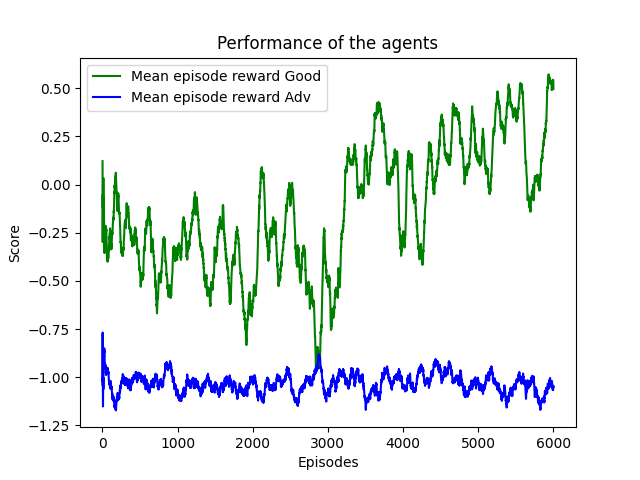 Performance of the agents
Mean episode reward Good
Mean episode reward Adv
0.50
0.25
0.00
−0.25
−0.50
−0.75
−1.00
−1.25
Score
0 1000 2000 3000 4000 5000 6000
Episodes